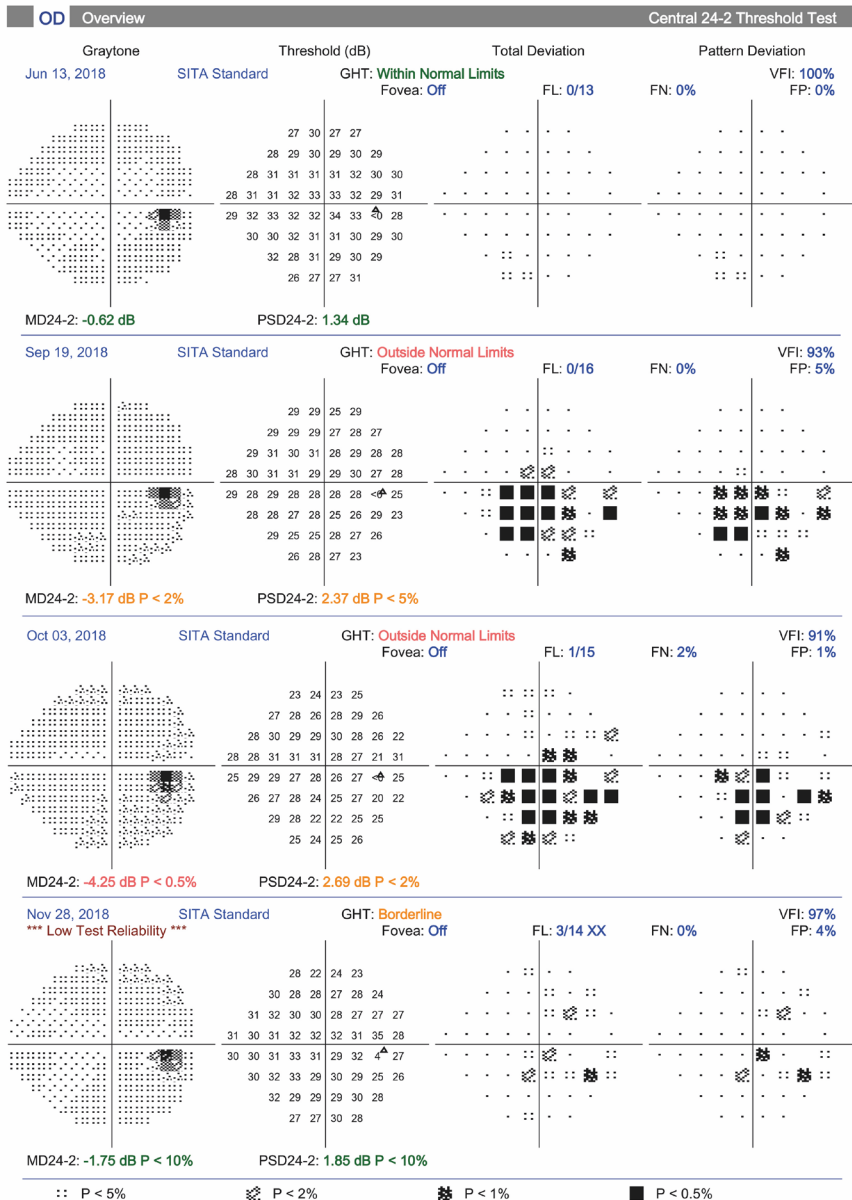 OD Overview Central 24-2 Threshold Test
Graytone Threshold (dB) Total Deviation Pattern Deviation
Jun 13, 2018 SITA Standard GHT: Within Normal Limits VFI: 100%
Fovea: Off FL: 0/13 FN: 0% FP: 0%
27 30 27 27
28 29 30 29 30 29
28 31 31 31 31 32 30 30
28 31 31 32 33 33 32 29 31
29 32 33 32 32 34 33 <0 28
30 30 32 31 31 30 29 30
32 28 31 29 30 29
26 27 27 31
MD24-2: -0.62 dB PSD24-2: 1.34 dB
Sep 19, 2018 SITA Standard GHT: Outside Normal Limits VFI: 93%
Fovea: Off FL: 0/16 FN: 0% FP: 5%
29 29 25 29
29 29 29 27 28 27
29 31 30 31 28 29 28 28
28 30 31 31 29 29 30 27 28
29 28 29 28 28 28 28 <0 25
28 28 27 28 25 26 29 23
29 25 25 28 27 26
26 28 27 23
MD24-2: -3.17 dB P < 2% PSD24-2: 2.37 dB P < 5%
Oct 03, 2018 SITA Standard GHT: Outside Normal Limits VFI: 91%
Fovea: Off FL: 1/15 FN: 2% FP: 1%
23 24 23 25
27 28 26 28 29 26
28 30 29 29 30 28 26 22
28 28 31 31 31 28 27 21 31
25 29 29 27 28 26 27 <0 25
26 27 28 24 25 27 20 22
29 28 22 22 25 25
25 24 25 26
MD24-2: -4.25 dB P < 0.5% PSD24-2: 2.69 dB P < 2%
Nov 28, 2018 SITA Standard GHT: Borderline VFI: 97%
*** Low Test Reliability *** Fovea: Off FL: 3/14 XX FN: 0% FP: 4%
28 22 24 23
30 28 28 27 28 24
31 32 30 30 28 27 27 27
31 30 31 32 32 32 31 35 28
30 30 31 33 31 29 32 4 27
30 32 33 29 30 29 25 26
32 29 29 29 30 28
27 27 30 28
MD24-2: -1.75 dB P < 10% PSD24-2: 1.85 dB P < 10%
P < 5% P < 2% P < 1% P < 0.5%